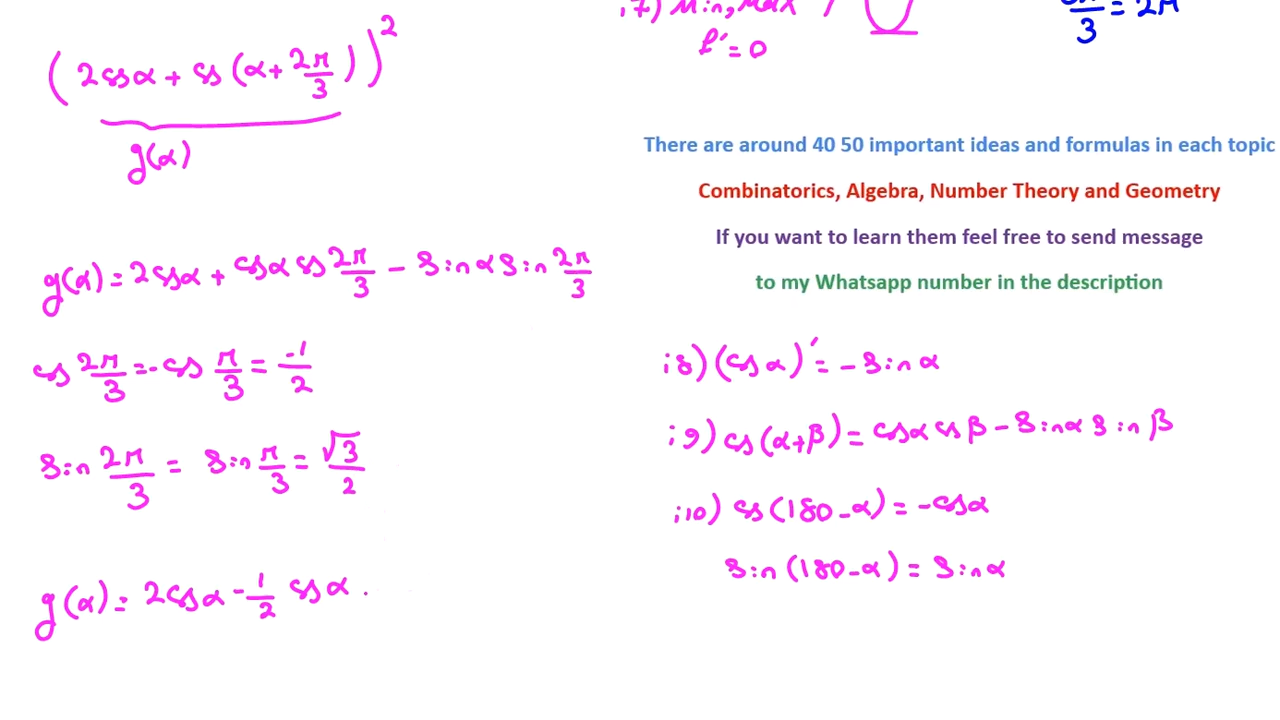 (2cosα + cos(α + 2π/3))²
g(α)
g(α) = 2cosα + cosα cos 2π/3 - sinα sin 2π/3
cos 2π/3 = -cos π/3 = -1/2
sin 2π/3 = sin π/3 = √3/2
g(α) = 2cosα - 1/2 cosα
i7) Min, Max
f' = 0
3 = 2π
There are around 40 50 important ideas and formulas in each topic
Combinatorics, Algebra, Number Theory and Geometry
If you want to learn them feel free to send message
to my Whatsapp number in the description
i8) (cosα)' = -sinα
i9) cos(α+β) = cosα cosβ - sinα sinβ
i10) cos(180-α) = -cosα
sin(180-α) = sinα